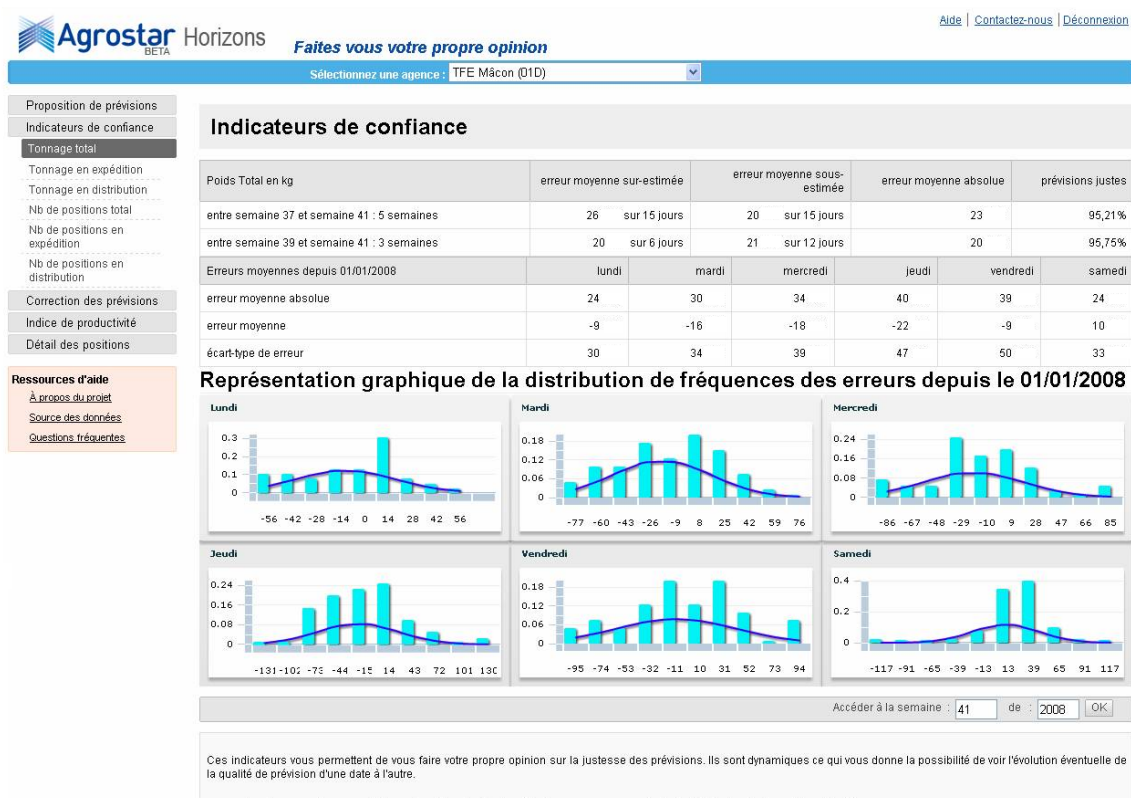 Aide | Contactez-nous | Déconnexion
Agrostar Horizons
BETA
Faites vous votre propre opinion
Sélectionnez une agence : TFE Mâcon (01D)
Proposition de prévisions
Indicateurs de confiance
Tonnage total
Tonnage en expédition
Tonnage en distribution
Nb de positions total
Nb de positions en
expédition
Nb de positions en
distribution
Correction des prévisions
Indice de productivité
Détail des positions
Ressources d'aide
À propos du projet
Source des données
Questions fréquentes
Indicateurs de confiance
Poids Total en kg erreur moyenne sur-estimée erreur moyenne sous-
estimée erreur moyenne absolue prévisions justes
entre semaine 37 et semaine 41 : 5 semaines 26 sur 15 jours 20 sur 15 jours 23 95,21%
entre semaine 39 et semaine 41 : 3 semaines 20 sur 6 jours 21 sur 12 jours 20 95,75%
Erreurs moyennes depuis 01/01/2008 lundi mardi mercredi jeudi vendredi samedi
erreur moyenne absolue 24 30 34 40 39 24
erreur moyenne -9 -16 -18 -22 -9 10
écart-type de erreur 30 34 39 47 50 33
Représentation graphique de la distribution de fréquences des erreurs depuis le 01/01/2008
Lundi
0.3
0.2
0.1
0
-56 -42 -28 -14 0 14 28 42 56
Mardi
0.18
0.12
0.06
0
-77 -60 -43 -26 -9 8 25 42 59 76
Mercredi
0.24
0.16
0.08
0
-86 -67 -48 -29 -10 9 28 47 66 85
Jeudi
0.24
0.16
0.08
0
-131 -102 -73 -44 -15 14 43 72 101 130
Vendredi
0.18
0.12
0.06
0
-95 -74 -53 -32 -11 10 31 52 73 94
Samedi
0.4
0.2
0
-117 -91 -65 -39 -13 13 39 65 91 117
Accéder à la semaine : 41 de : 2008 OK
Ces indicateurs vous permettent de vous faire votre propre opinion sur la justesse des prévisions. Ils sont dynamiques ce qui vous donne la possibilité de voir l'évolution éventuelle de
la qualité de prévision d'une date à l'autre.